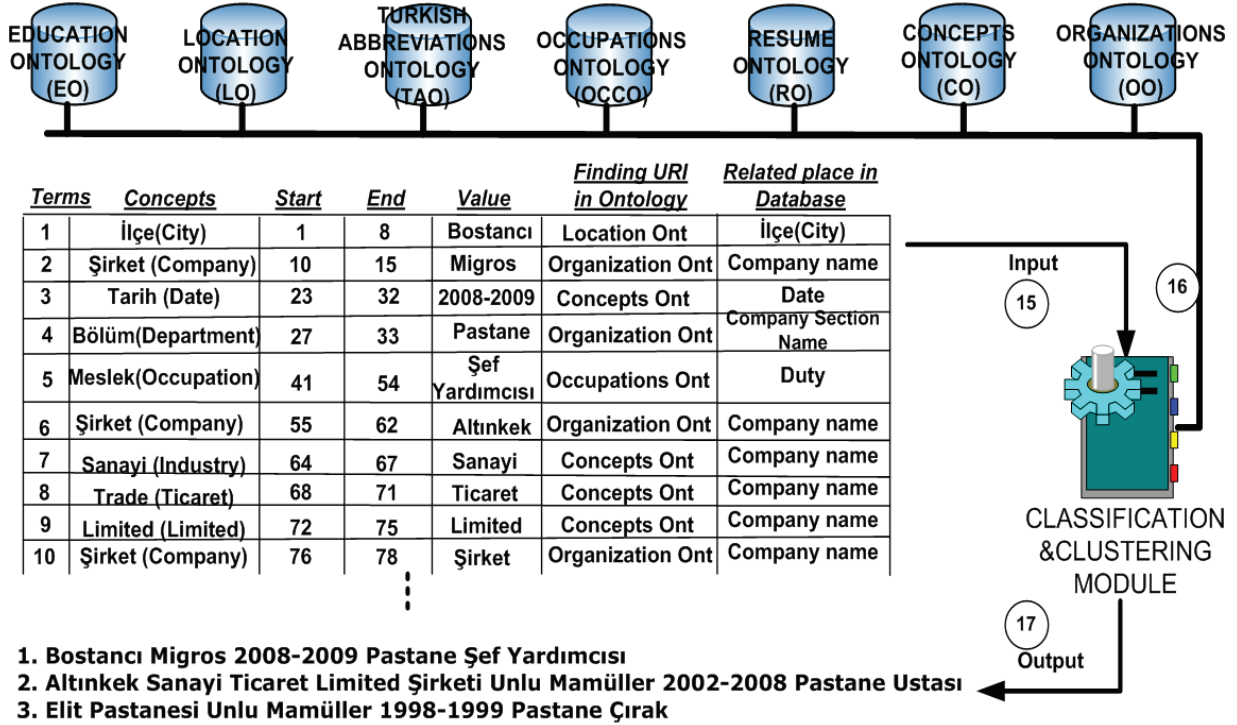 EDUCATION ONTOLOGY (EO)
LOCATION ONTOLOGY (LO)
TURKISH ABBREVIATIONS ONTOLOGY (TAO)
OCCUPATIONS ONTOLOGY (OCCO)
RESUME ONTOLOGY (RO)
CONCEPTS ONTOLOGY (CO)
ORGANIZATIONS ONTOLOGY (OO)
Terms Concepts Start End Value Finding URI in Ontology Related place in Database
1 İlçe(City) 1 8 Bostancı Location Ont İlçe(City)
2 Şirket (Company) 10 15 Migros Organization Ont Company name
3 Tarih (Date) 23 32 2008-2009 Concepts Ont Date
4 Bölüm(Department) 27 33 Pastane Organization Ont Company Section Name
5 Meslek(Occupation) 41 54 Şef Yardımcısı Occupations Ont Duty
6 Şirket (Company) 55 62 Altınkek Organization Ont Company name
7 Sanayi (Industry) 64 67 Sanayi Concepts Ont Company name
8 Trade (Ticaret) 68 71 Ticaret Concepts Ont Company name
9 Limited (Limited) 72 75 Limited Concepts Ont Company name
10 Şirket (Company) 76 78 Şirket Organization Ont Company name
Input
15
16
CLASSIFICATION
&CLUSTERING
MODULE
17
Output
1. Bostancı Migros 2008-2009 Pastane Şef Yardımcısı
2. Altınkek Sanayi Ticaret Limited Şirketi Unlu Mamüller 2002-2008 Pastane Ustası
3. Elit Pastanesi Unlu Mamüller 1998-1999 Pastane Çırak